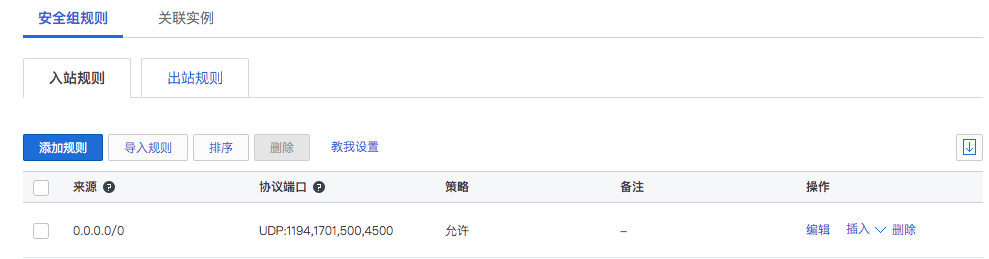 安全组规则 关联实例
入站规则 出站规则
添加规则 导入规则 排序 删除 教我设置
来源 ? 协议端口 ? 策略 备注 操作
0.0.0.0/0 UDP:1194,1701,500,4500 允许 – 编辑 插入 删除